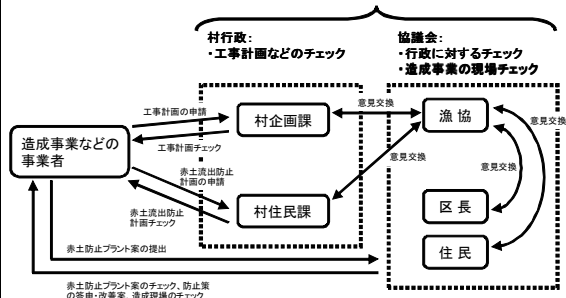 村行政:
・工事計画などのチェック
協議会:
・行政に対するチェック
・造成事業の現場チェック
工事計画の申請
工事計画チェック
造成事業などの
事業者
赤土流出防止
計画の申請
赤土流出防止
計画チェック
村企画課
村住民課
意見交換
意見交換
漁協
意見交換
意見交換
区長
住民
赤土防止プラント案の提出
赤土防止プラント案のチェック、防止策
の答申・改善案、造成現場のチェック